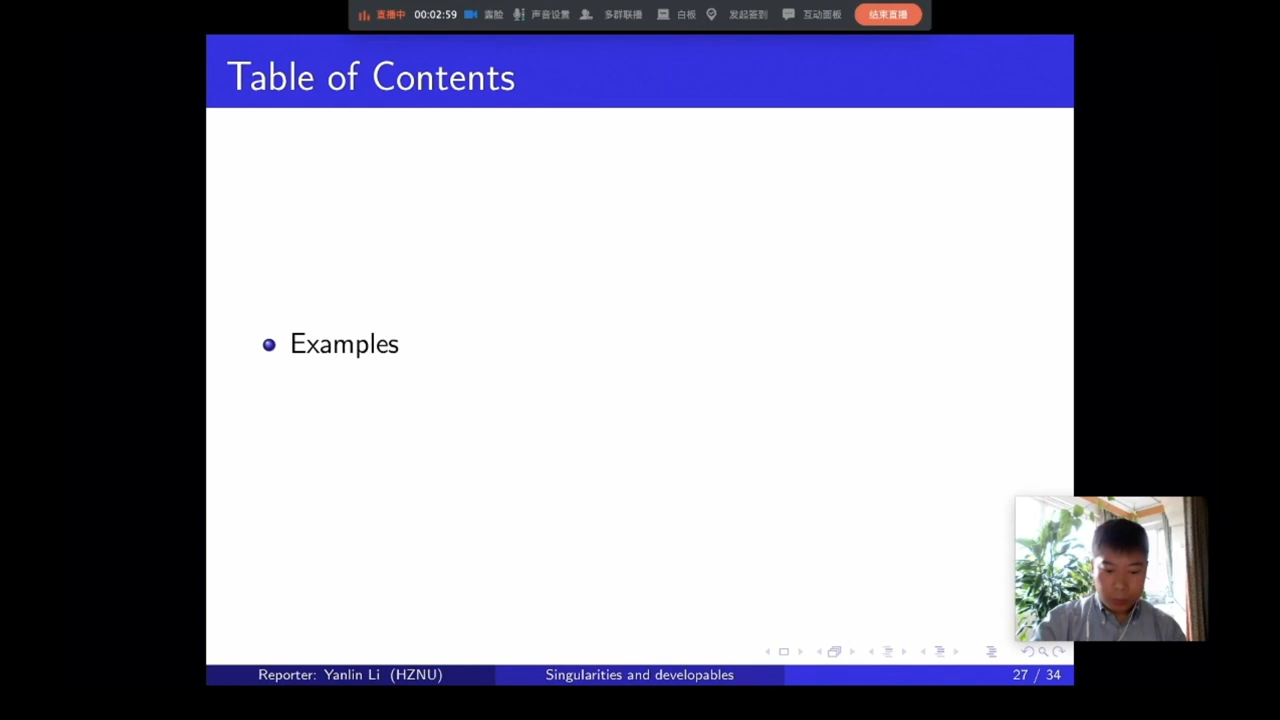 直播中 00:02:59 露脸 声音设置 多群联播 白板 发起签到 互动面板 结束直播
Table of Contents
Examples
Reporter: Yanlin Li (HZNU) Singularities and developables 27 / 34